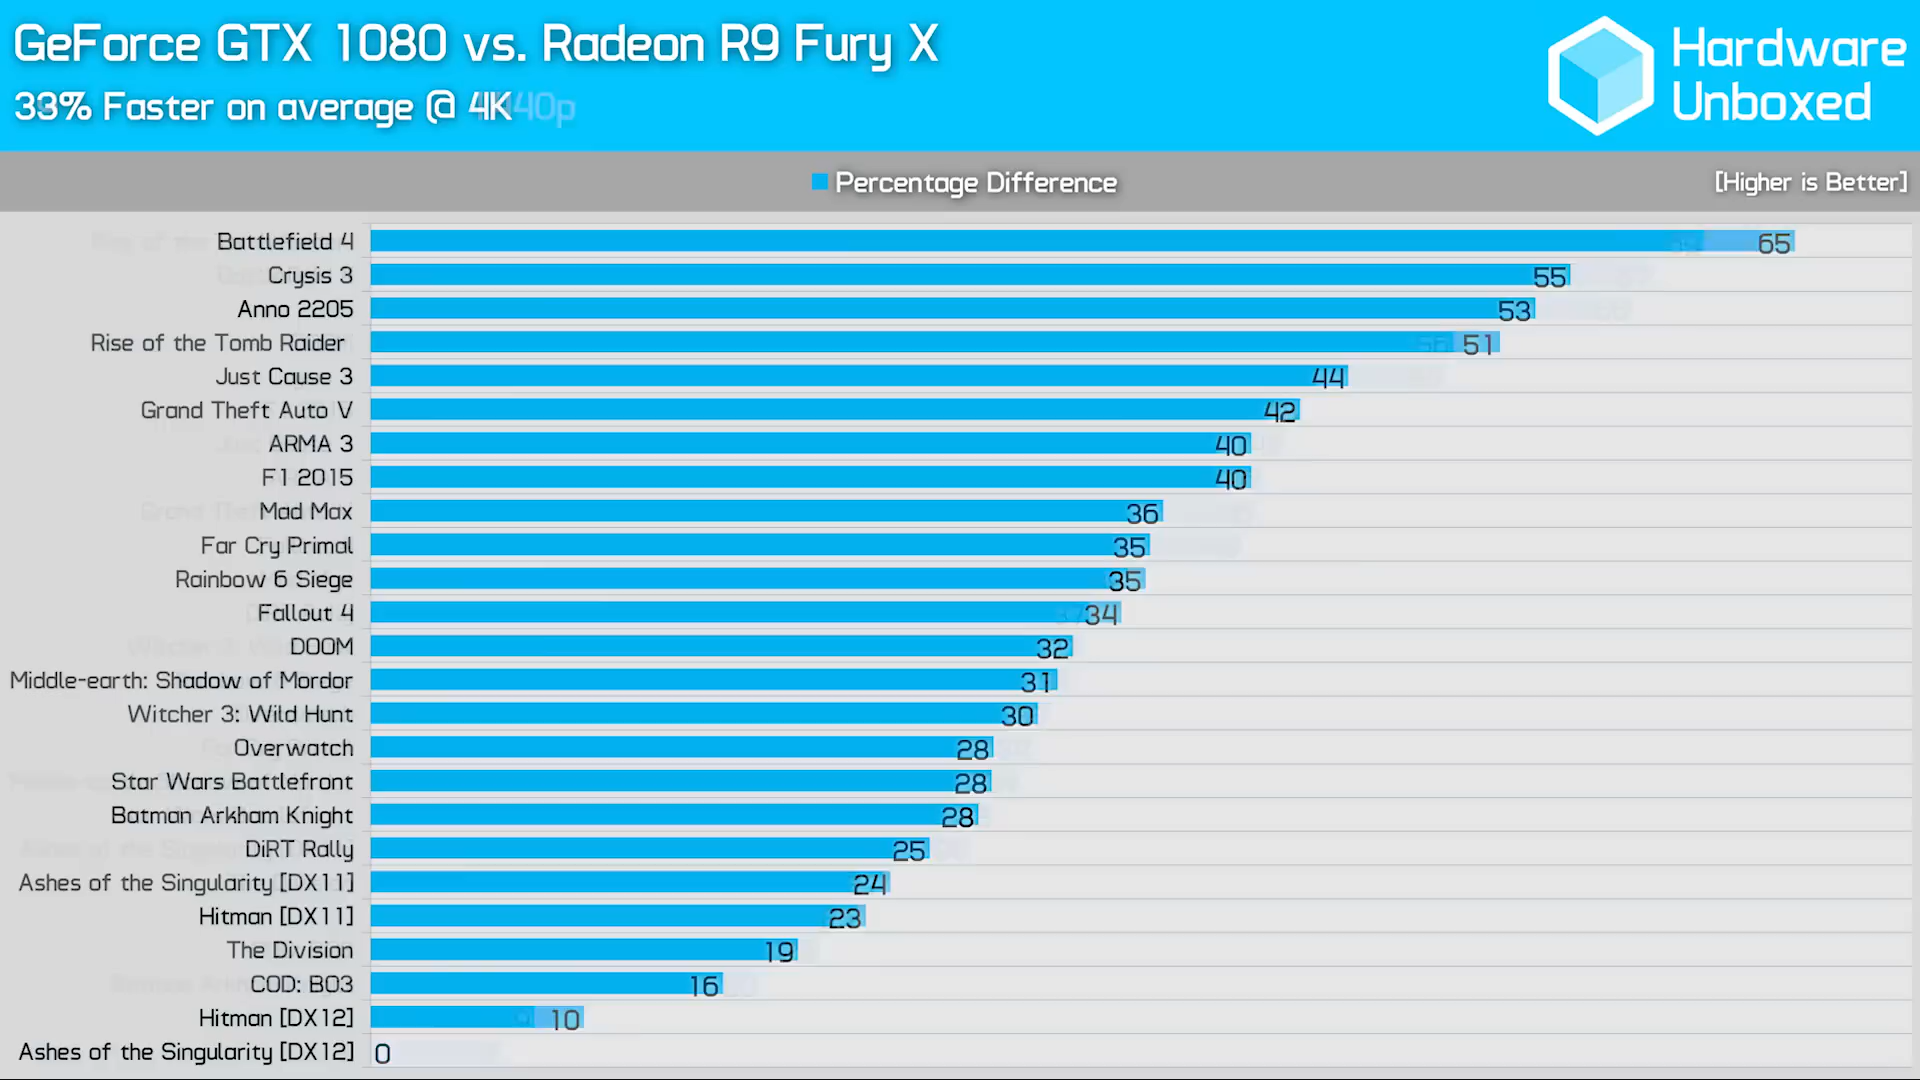 GeForce GTX 1080 vs. Radeon R9 Fury X
33% Faster on average @ 4K
Hardware
Unboxed
Percentage Difference
[Higher is Better]
Battlefield 4 65
Crysis 3 55
Anno 2205 53
Rise of the Tomb Raider 51
Just Cause 3 44
Grand Theft Auto V 42
ARMA 3 40
F1 2015 40
Mad Max 36
Far Cry Primal 35
Rainbow 6 Siege 35
Fallout 4 34
DOOM 32
Middle-earth: Shadow of Mordor 31
Witcher 3: Wild Hunt 30
Overwatch 28
Star Wars Battlefront 28
Batman Arkham Knight 28
DiRT Rally 25
Ashes of the Singularity [DX11] 24
Hitman [DX11] 23
The Division 19
COD: BO3 16
Hitman [DX12] 10
Ashes of the Singularity [DX12] 0